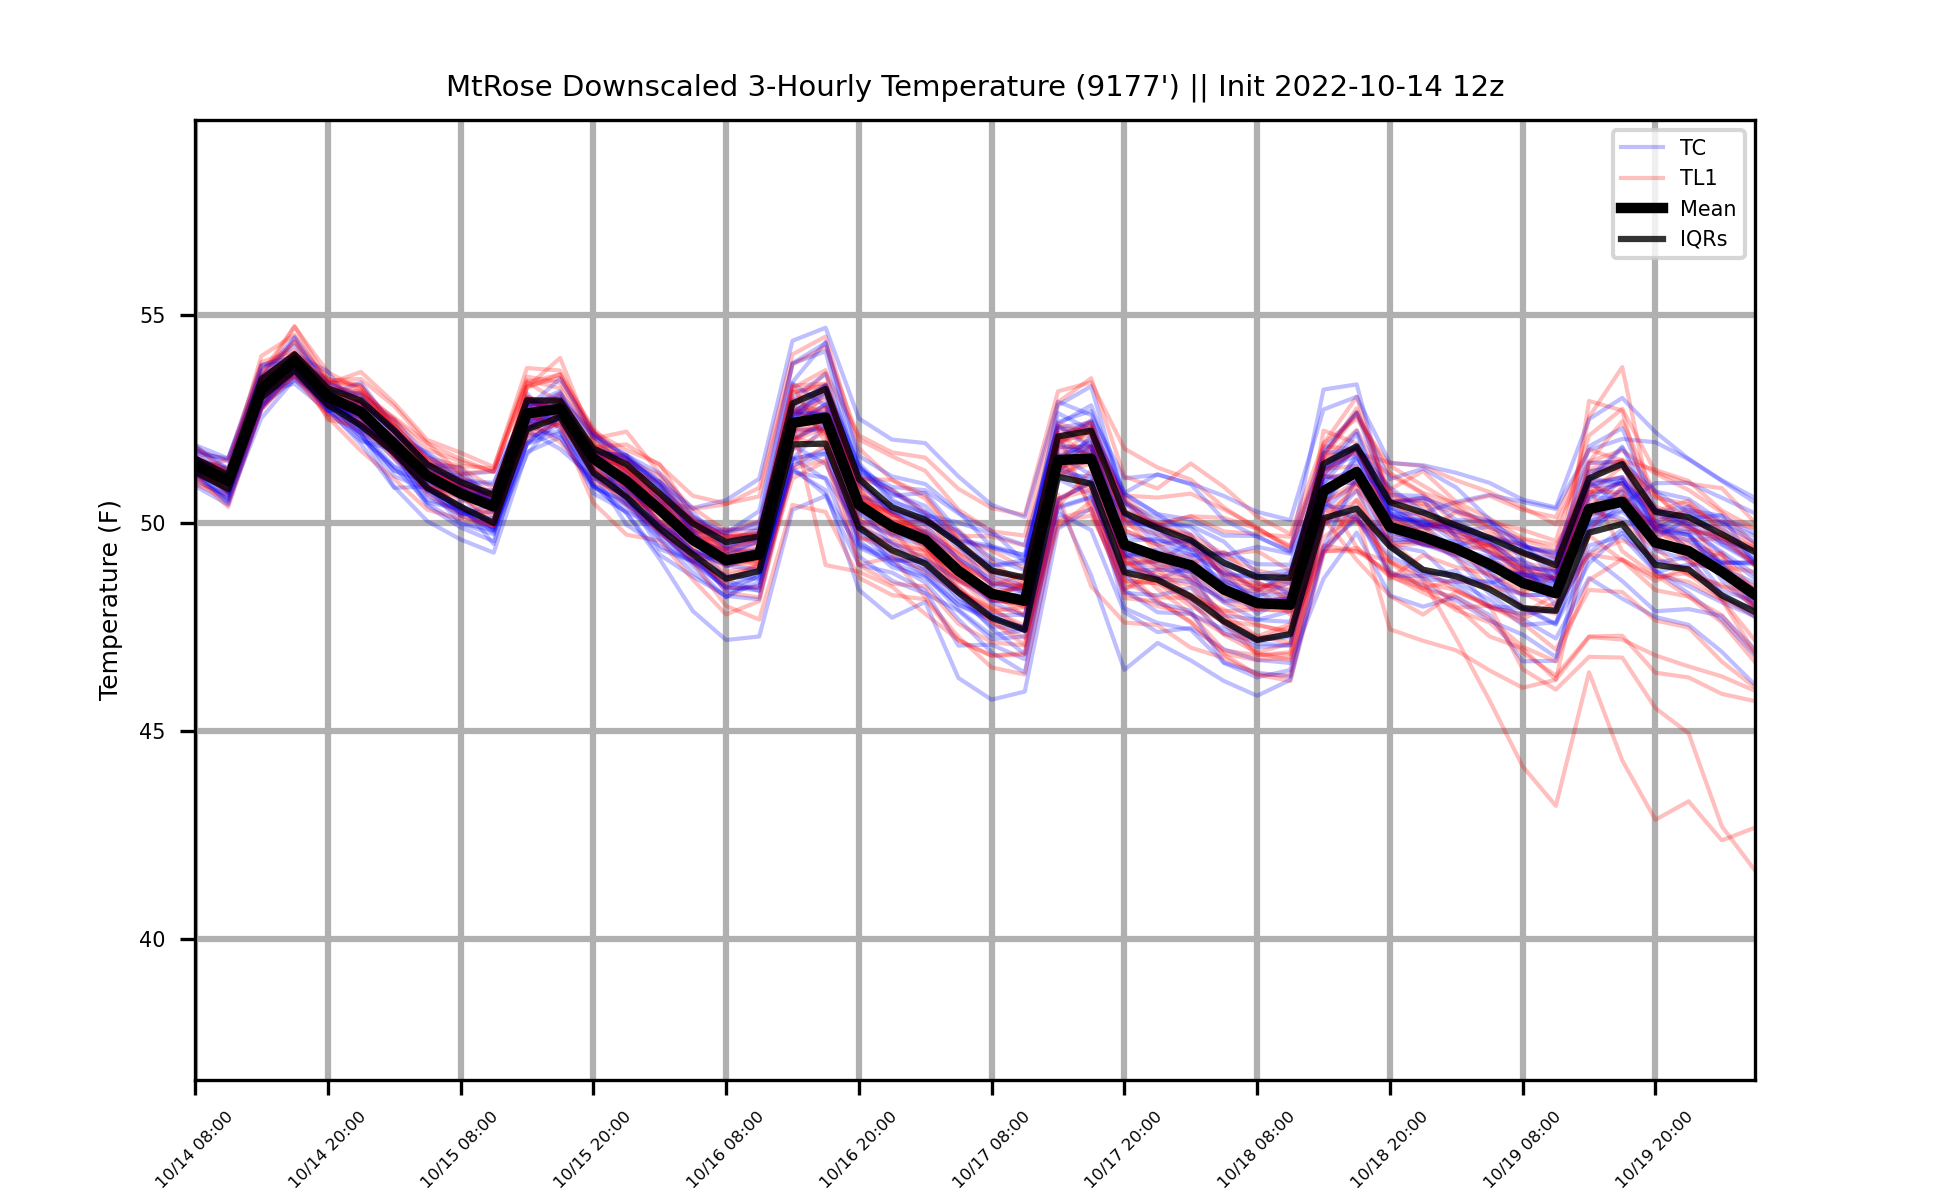 MtRose Downscaled 3-Hourly Temperature (9177') || Init 2022-10-14 12z
TC
TL1
Mean
IQRs
Temperature (F)
55
50
45
40
10/14 08:00
10/14 20:00
10/15 08:00
10/15 20:00
10/16 08:00
10/16 20:00
10/17 08:00
10/17 20:00
10/18 08:00
10/18 20:00
10/19 08:00
10/19 20:00